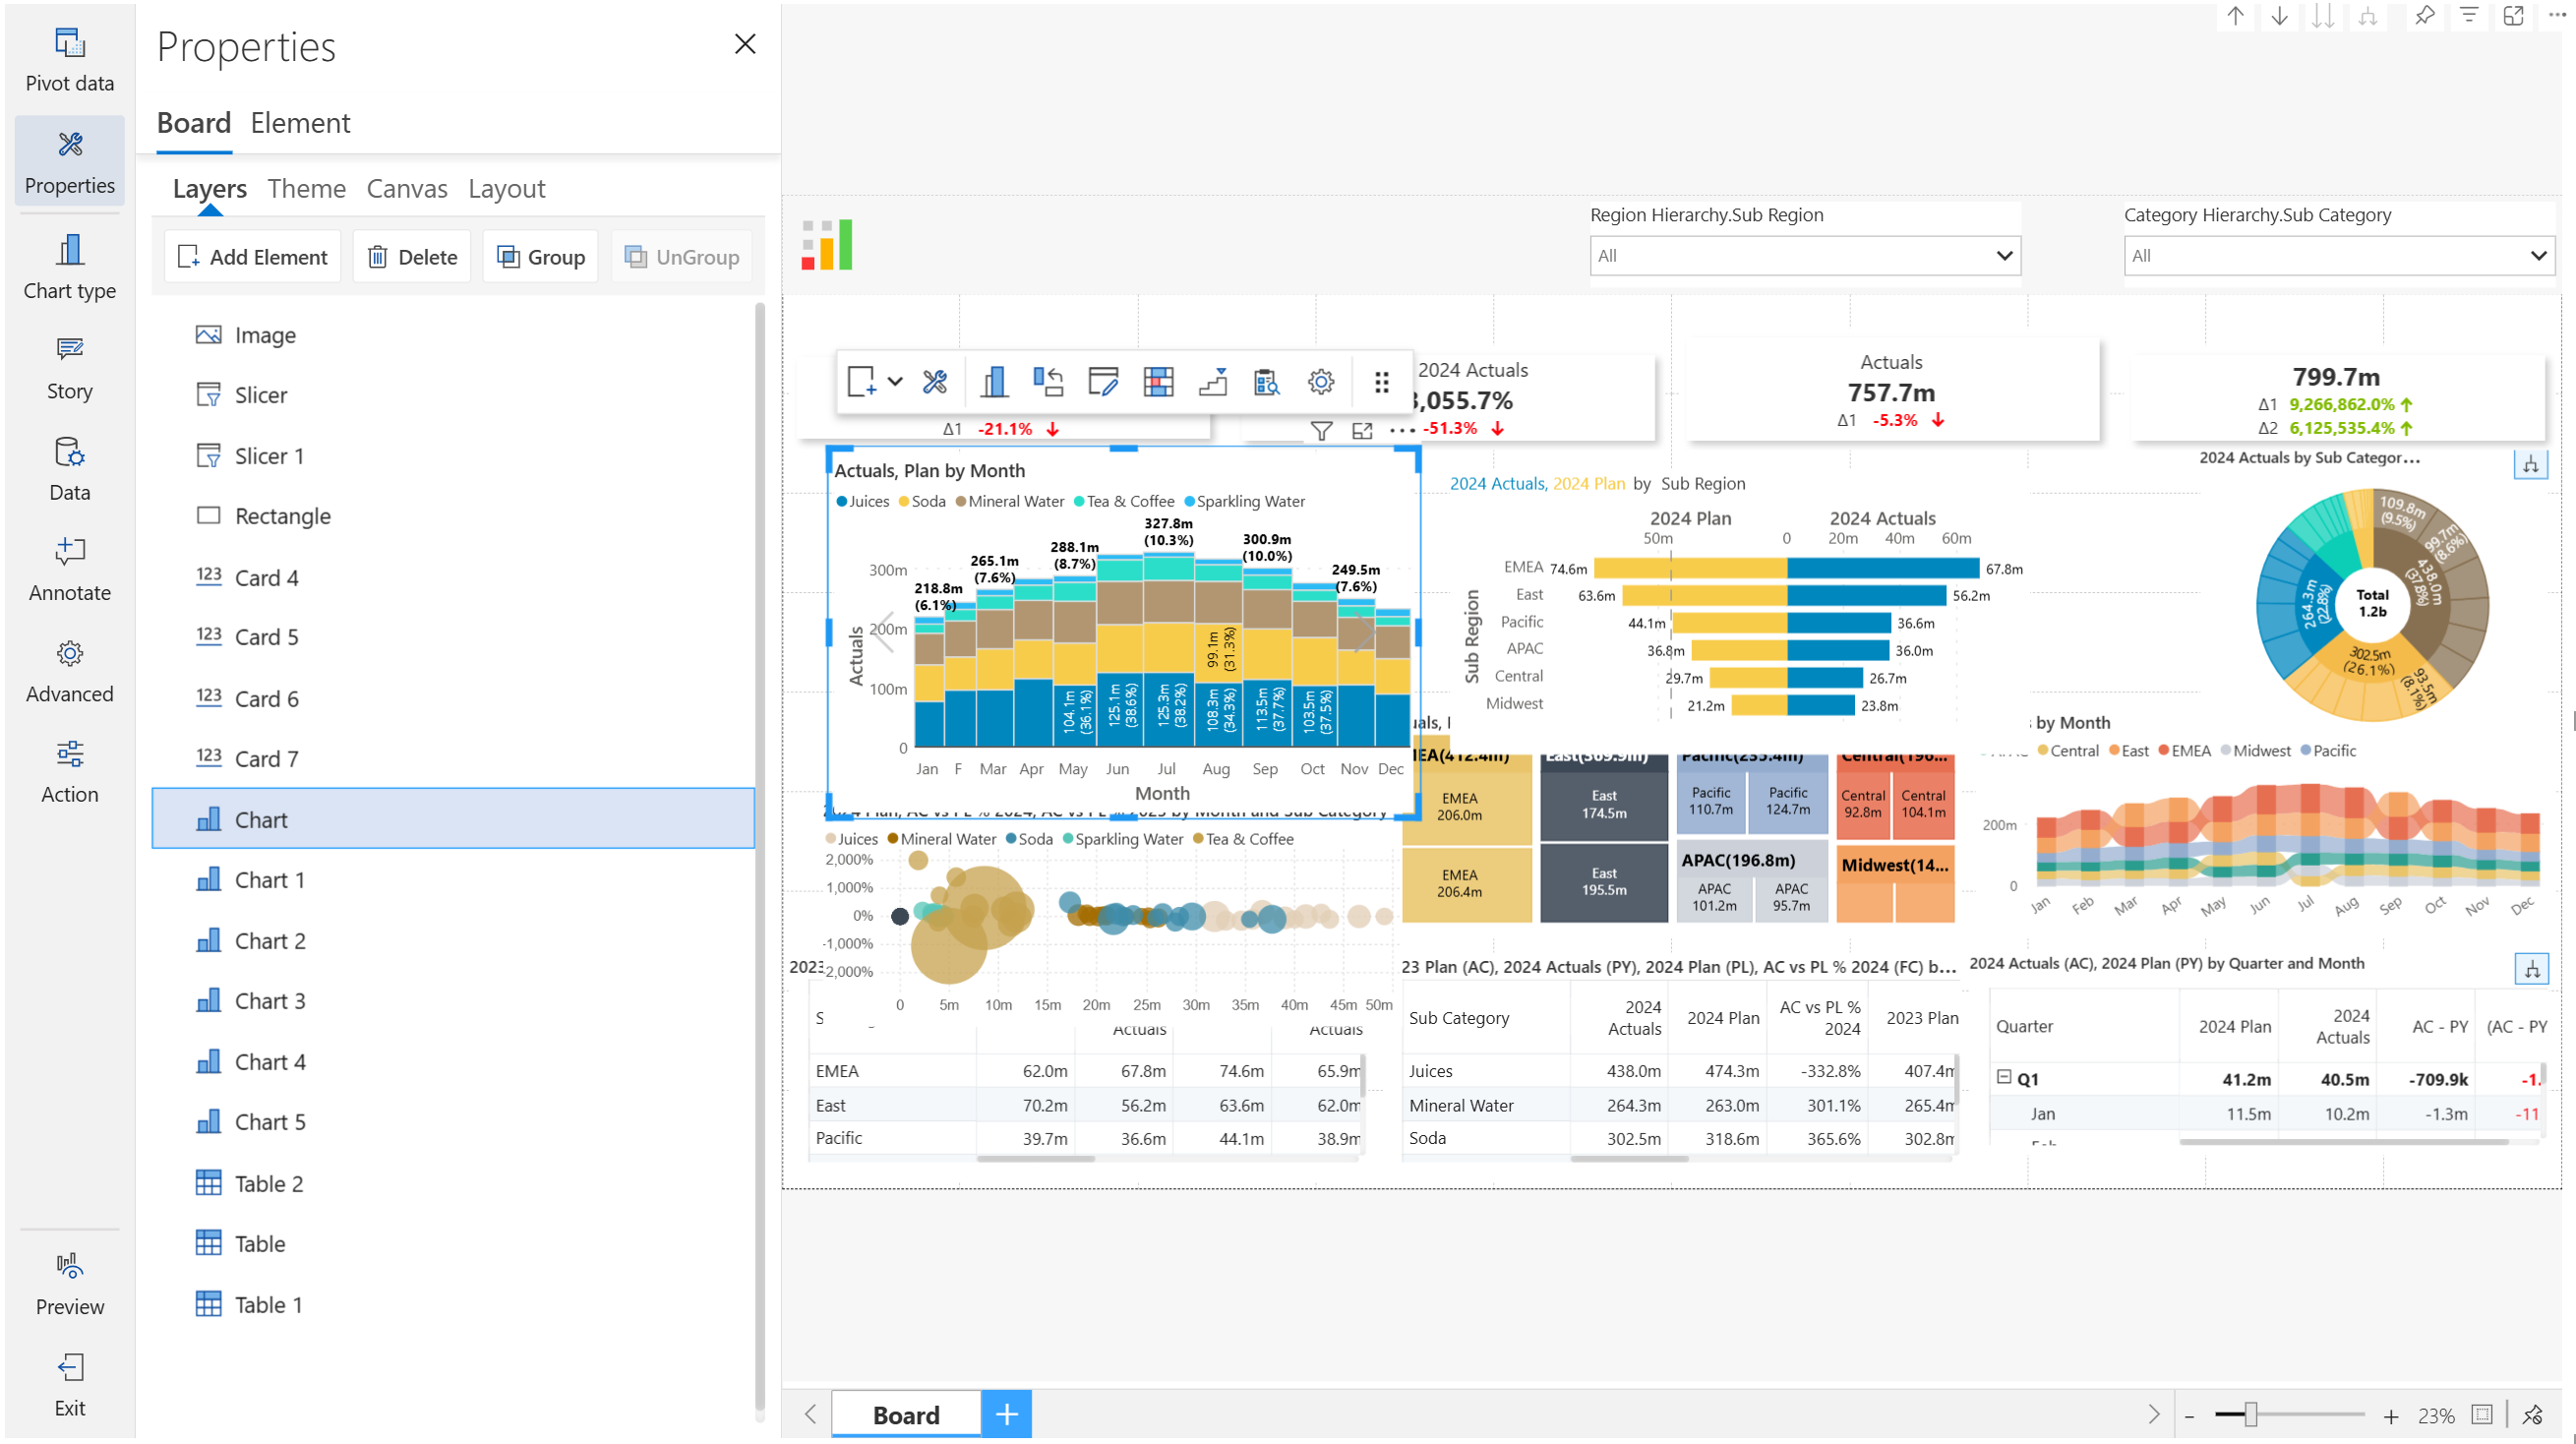 Pivot data
Properties
Chart type
Story
Data
Annotate
Advanced
Action
Preview
Exit
Properties
Board Element
Layers Theme Canvas Layout
Add Element Delete Group UnGroup
Image
Slicer
Slicer 1
Rectangle
Card 4
Card 5
Card 6
Card 7
Chart
Chart 1
Chart 2
Chart 3
Chart 4
Chart 5
Table 2
Table
Table 1
Region Hierarchy.Sub Region
All
Category Hierarchy.Sub Category
All
Δ1 -21.1%
2024 Actuals
,055.7%
-51.3%
Actuals
757.7m
Δ1 -5.3%
799.7m
Δ1 9,266,862.0%
Δ2 6,125,535.4%
Actuals, Plan by Month
Juices Soda Mineral Water Tea & Coffee Sparkling Water
Actuals
300m
200m
100m
0
218.8m
(6.1%)
265.1m
(7.6%)
288.1m
(8.7%)
327.8m
(10.3%)
300.9m
(10.0%)
249.5m
(7.6%)
99.1m
(31.3%)
104.1m
(36.1%)
125.1m
(38.6%)
125.3m
(38.2%)
108.3m
(34.3%)
113.5m
(37.7%)
103.5m
(37.5%)
Jan F Mar Apr May Jun Jul Aug Sep Oct Nov Dec
Month
2024 Actuals, 2024 Plan by Sub Region
2024 Plan 2024 Actuals
50m 0 20m 40m 60m
Sub Region
EMEA 74.6m 67.8m
East 63.6m 56.2m
Pacific 44.1m 36.6m
APAC 36.8m 36.0m
Central 29.7m 26.7m
Midwest 21.2m 23.8m
2024 Actuals by Sub Categor...
109.8m
(9.5%)
99.7m
(8.6%)
438.0m
(37.8%)
264.3m
(22.8%)
302.5m
(26.1%)
93.5m
(8.1%)
Total
1.2b
2024 Plan, AC vs PL % 2024, AC vs PL % 2023 by Month and Sub Category
Juices Mineral Water Soda Sparkling Water Tea & Coffee
2,000%
1,000%
0%
-1,000%
-2,000%
0 5m 10m 15m 20m 25m 30m 35m 40m 45m 50m
EMEA(412.4m)
EMEA
206.0m
EMEA
206.4m
East(369.9m)
East
174.5m
East
195.5m
Pacific(235.4m)
Pacific
110.7m
Pacific
124.7m
APAC(196.8m)
APAC
101.2m
APAC
95.7m
Central(196...
Central
92.8m
Central
104.1m
Midwest(14...
by Month
Central East EMEA Midwest Pacific
200m
0
Jan Feb Mar Apr May Jun Jul Aug Sep Oct Nov Dec
2023
Actuals Actuals
EMEA 62.0m 67.8m 74.6m 65.9m
East 70.2m 56.2m 63.6m 62.0m
Pacific 39.7m 36.6m 44.1m 38.9m
23 Plan (AC), 2024 Actuals (PY), 2024 Plan (PL), AC vs PL % 2024 (FC) b...
Sub Category 2024 Actuals 2024 Plan AC vs PL % 2024 2023 Plan
Juices 438.0m 474.3m -332.8% 407.4m
Mineral Water 264.3m 263.0m 301.1% 265.4m
Soda 302.5m 318.6m 365.6% 302.8m
2024 Actuals (AC), 2024 Plan (PY) by Quarter and Month
Quarter 2024 Plan 2024 Actuals AC - PY (AC - PY
Q1 41.2m 40.5m -709.9k -1.
Jan 11.5m 10.2m -1.3m -11
Board
23%